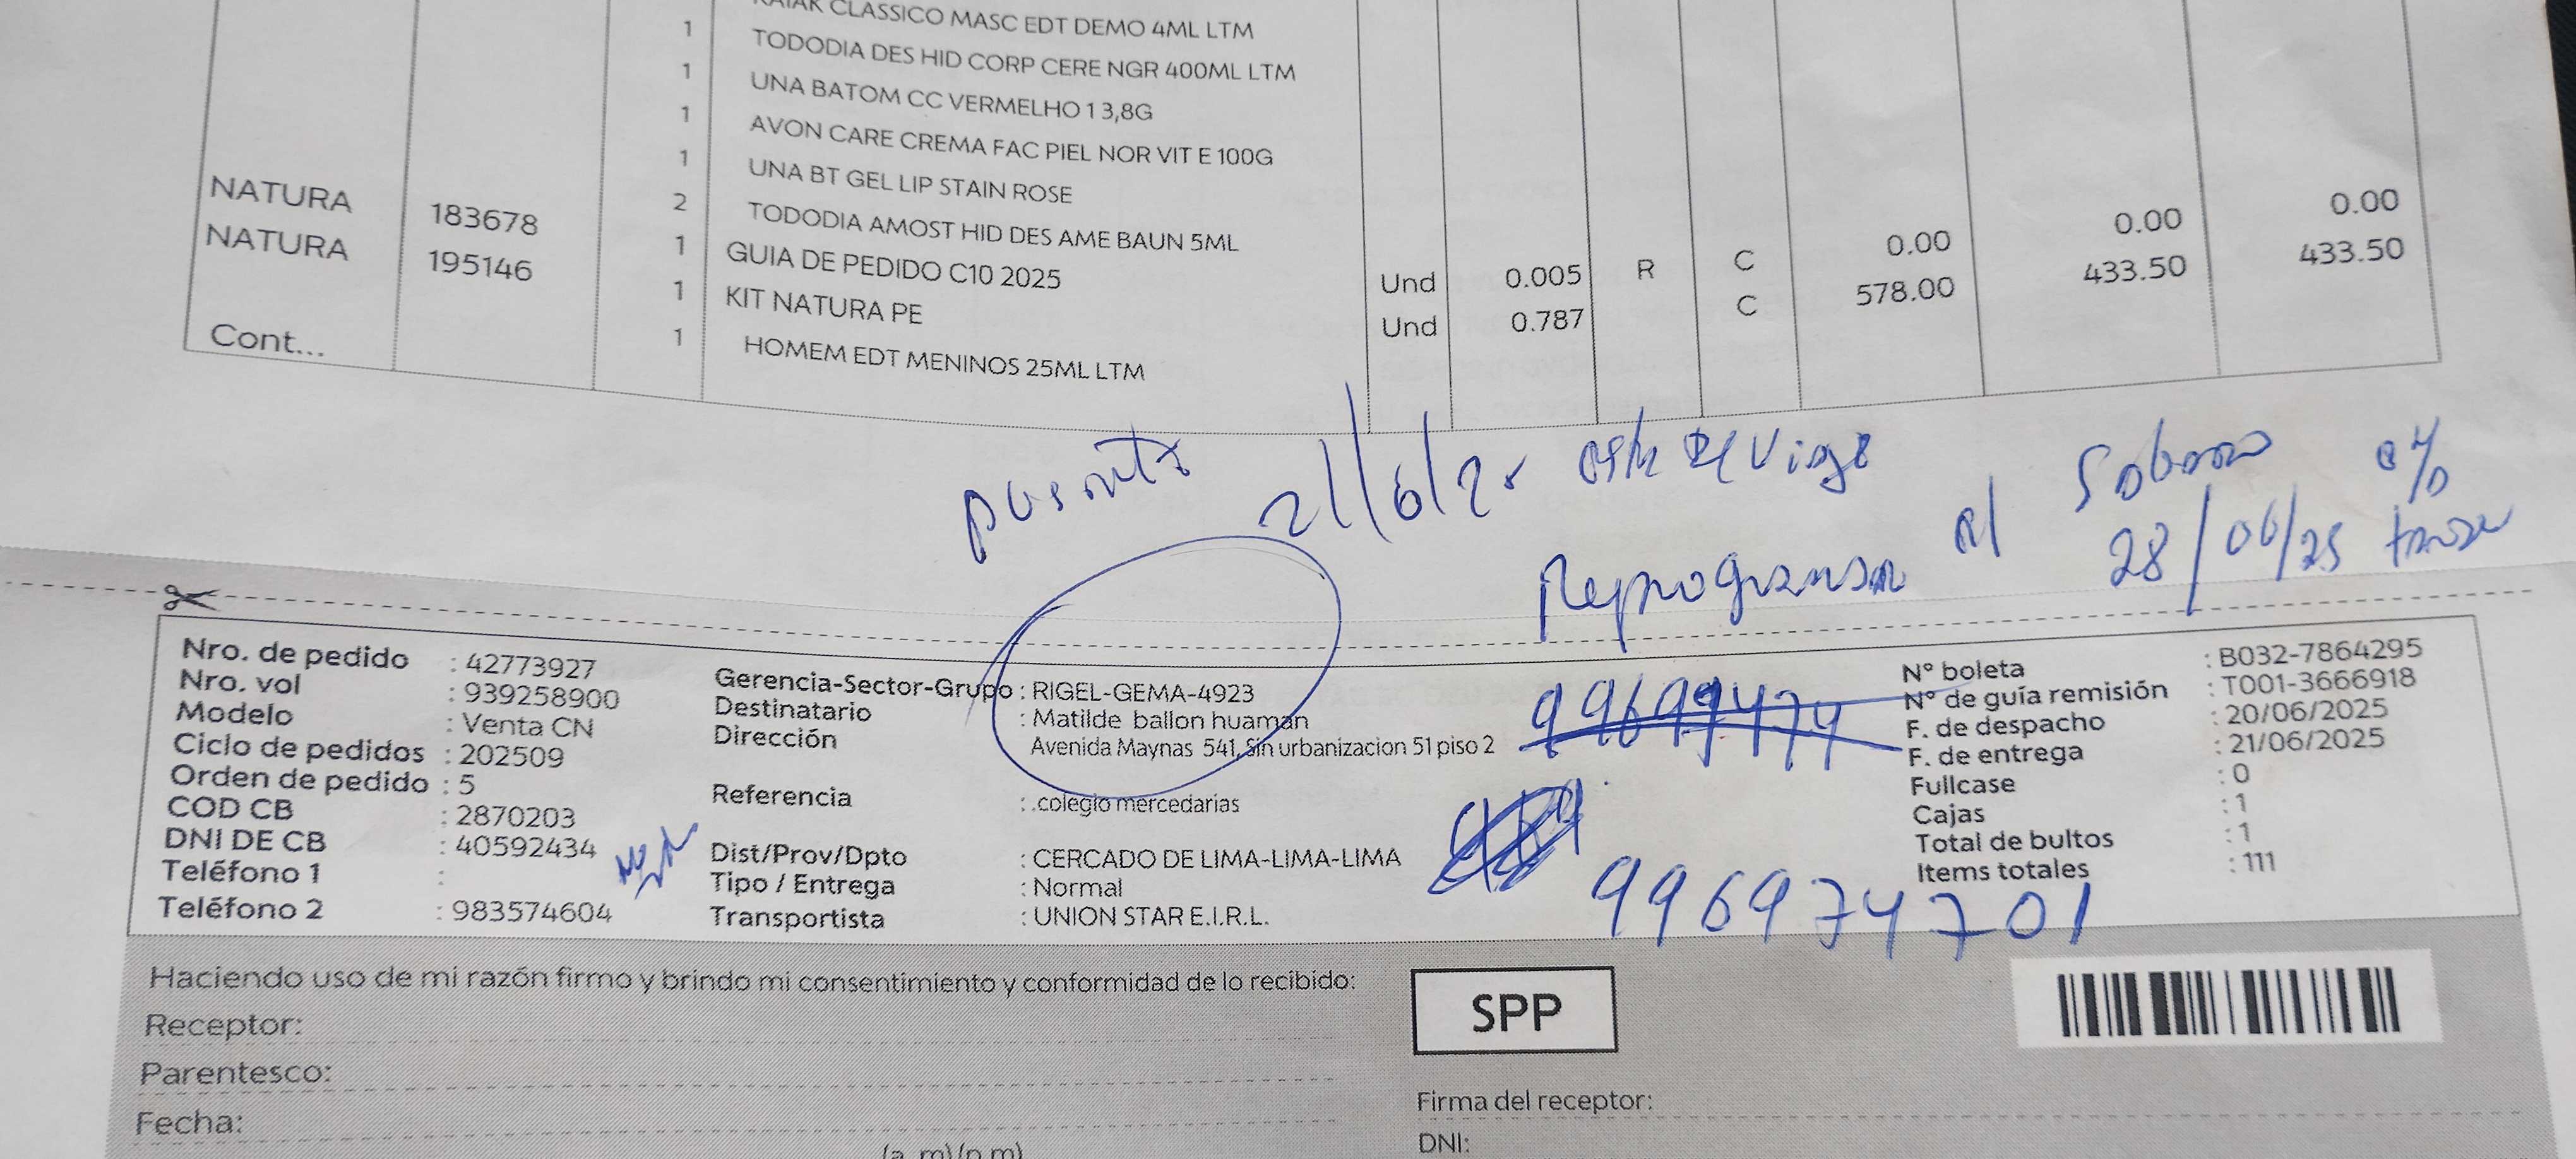 KAIAK CLASSICO MASC EDT DEMO 4ML LTM
1 TODODIA DES HID CORP CERE NGR 400ML LTM
1 UNA BATOM CC VERMELHO 1 3,8G
1 AVON CARE CREMA FAC PIEL NOR VIT E 100G
1 UNA BT GEL LIP STAIN ROSE
2 TODODIA AMOST HID DES AME BAUN 5ML
NATURA 183678 1 GUIA DE PEDIDO C10 2025 Und 0.005 R C 0.00 0.00 0.00
NATURA 195146 1 KIT NATURA PE Und 0.787 C 578.00 433.50 433.50
1 HOMEM EDT MENINOS 25ML LTM
Cont...
21/6/25 de viaje
Reprogramar
28/06/25
Nro. de pedido : 42773927
Nro. vol : 939258900
Modelo : Venta CN
Ciclo de pedidos : 202509
Orden de pedido : 5
COD CB : 2870203
DNI DE CB : 40592434
Teléfono 1 :
Teléfono 2 : 983574604
Gerencia-Sector-Grupo : RIGEL-GEMA-4923
Destinatario : Matilde ballon huaman
Dirección Avenida Maynas 541, Sin urbanizacion 51 piso 2
Referencia : .colegio mercedarias
Dist/Prov/Dpto : CERCADO DE LIMA-LIMA-LIMA
Tipo / Entrega : Normal
Transportista : UNION STAR E.I.R.L.
996974701
N° boleta : B032-7864295
N° de guía remisión : T001-3666918
F. de despacho : 20/06/2025
F. de entrega : 21/06/2025
Fullcase : 0
Cajas : 1
Total de bultos : 1
Items totales : 111
Haciendo uso de mi razón firmo y brindo mi consentimiento y conformidad de lo recibido:
Receptor:
Parentesco:
Fecha:
(a. m)/(p.m)
SPP
Firma del receptor:
DNI: